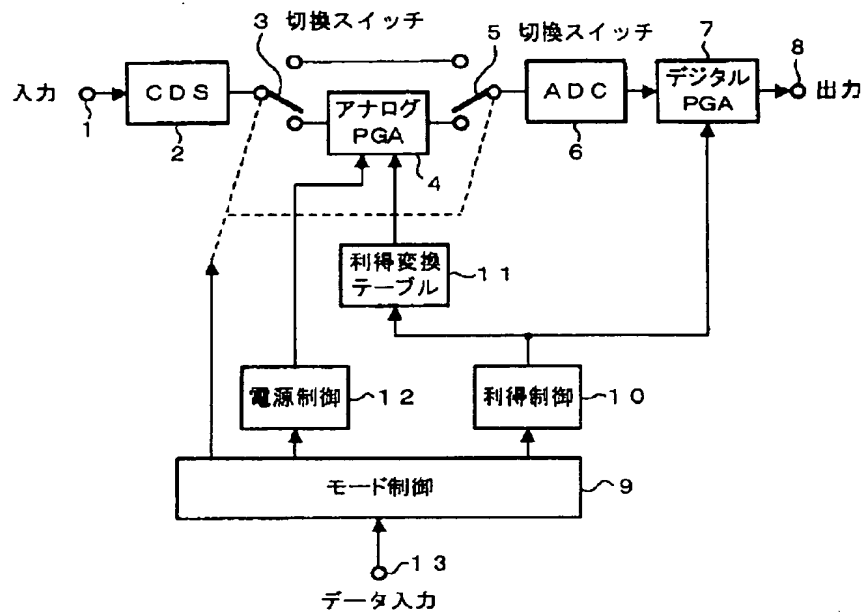 3 切換スイッチ
5 切換スイッチ
7
8
入力
1
CDS
2
アナログ
PGA
4
ADC
6
デジタル
PGA
出力
利得変換
テーブル
11
電源制御
12
利得制御
10
モード制御
9
13
データ入力